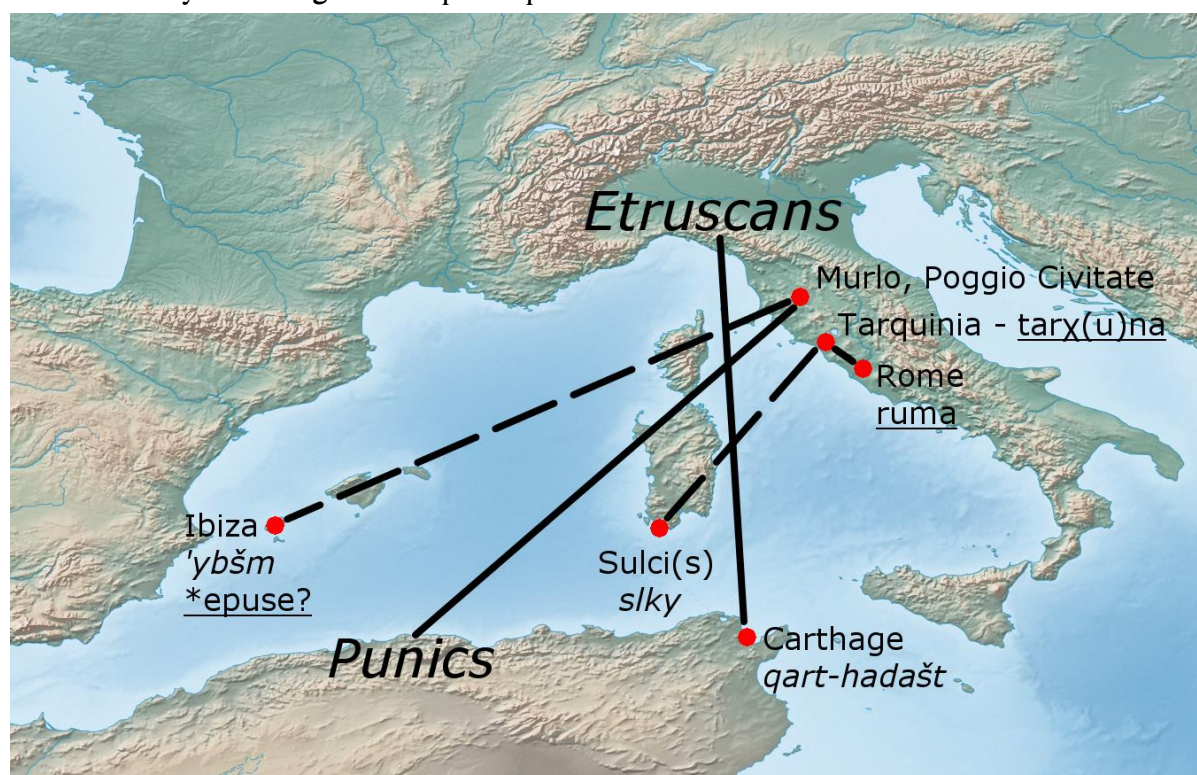 Etruscans
Murlo, Poggio Civitate
Tarquinia - tarχ(u)na
Rome
ruma
Ibiza
'ybšm
*epuse?
Sulci(s)
slky
Carthage
qart-hadašt
Punics